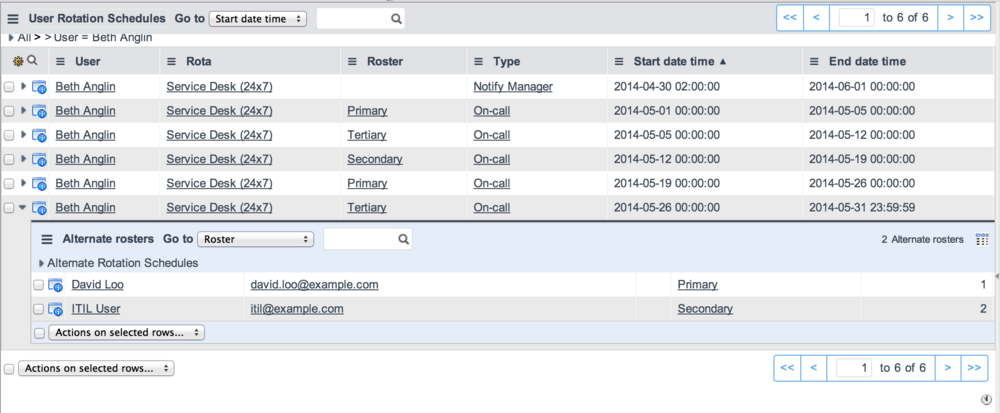 User Rotation Schedules Go to Start date time << < 1 to 6 of 6 > >>
All > > User = Beth Anglin
User Rota Roster Type Start date time ▲ End date time
Beth Anglin Service Desk (24x7) Notify Manager 2014-04-30 02:00:00 2014-06-01 00:00:00
Beth Anglin Service Desk (24x7) Primary On-call 2014-05-01 00:00:00 2014-05-05 00:00:00
Beth Anglin Service Desk (24x7) Tertiary On-call 2014-05-05 00:00:00 2014-05-12 00:00:00
Beth Anglin Service Desk (24x7) Secondary On-call 2014-05-12 00:00:00 2014-05-19 00:00:00
Beth Anglin Service Desk (24x7) Primary On-call 2014-05-19 00:00:00 2014-05-26 00:00:00
Beth Anglin Service Desk (24x7) Tertiary On-call 2014-05-26 00:00:00 2014-05-31 23:59:59
Alternate rosters Go to Roster 2 Alternate rosters
Alternate Rotation Schedules
David Loo david.loo@example.com Primary 1
ITIL User itil@example.com Secondary 2
Actions on selected rows...
Actions on selected rows... << < 1 to 6 of 6 > >>